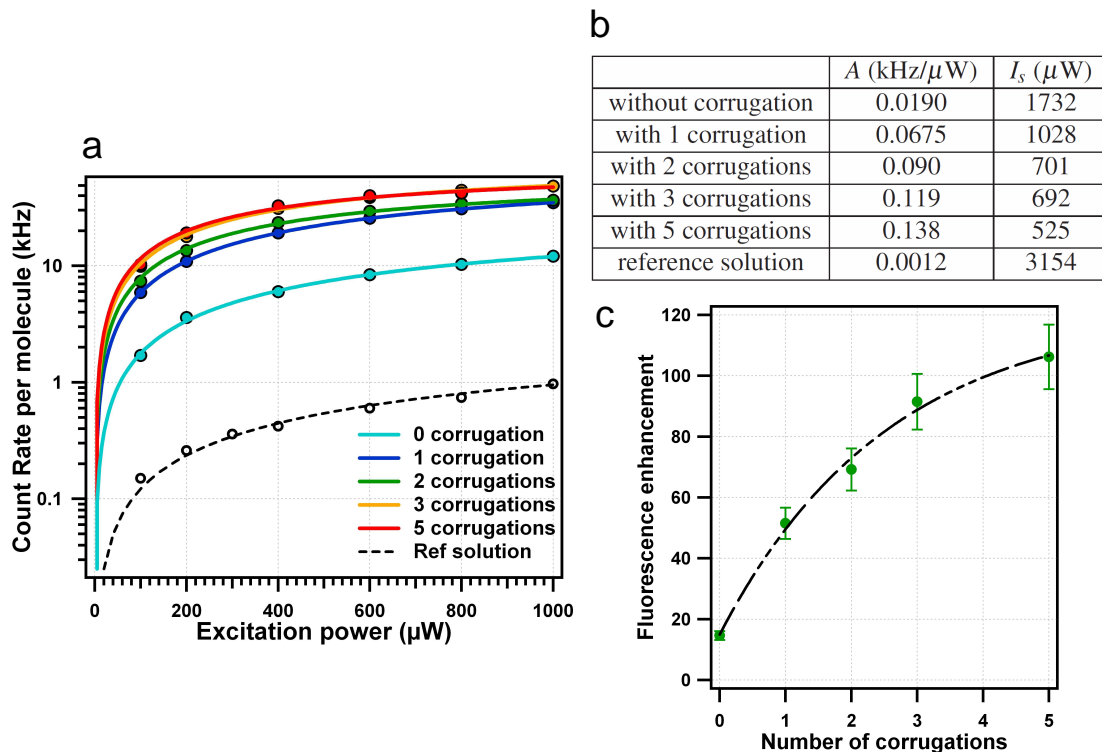 a
Count Rate per molecule (kHz)
10
1
0.1
0 corrugation
1 corrugation
2 corrugations
3 corrugations
5 corrugations
Ref solution
0 200 400 600 800 1000
Excitation power (µW)
b
A (kHz/µW) I_s (µW)
without corrugation 0.0190 1732
with 1 corrugation 0.0675 1028
with 2 corrugations 0.090 701
with 3 corrugations 0.119 692
with 5 corrugations 0.138 525
reference solution 0.0012 3154
c
Fluorescence enhancement
120
100
80
60
40
20
0
0 1 2 3 4 5
Number of corrugations